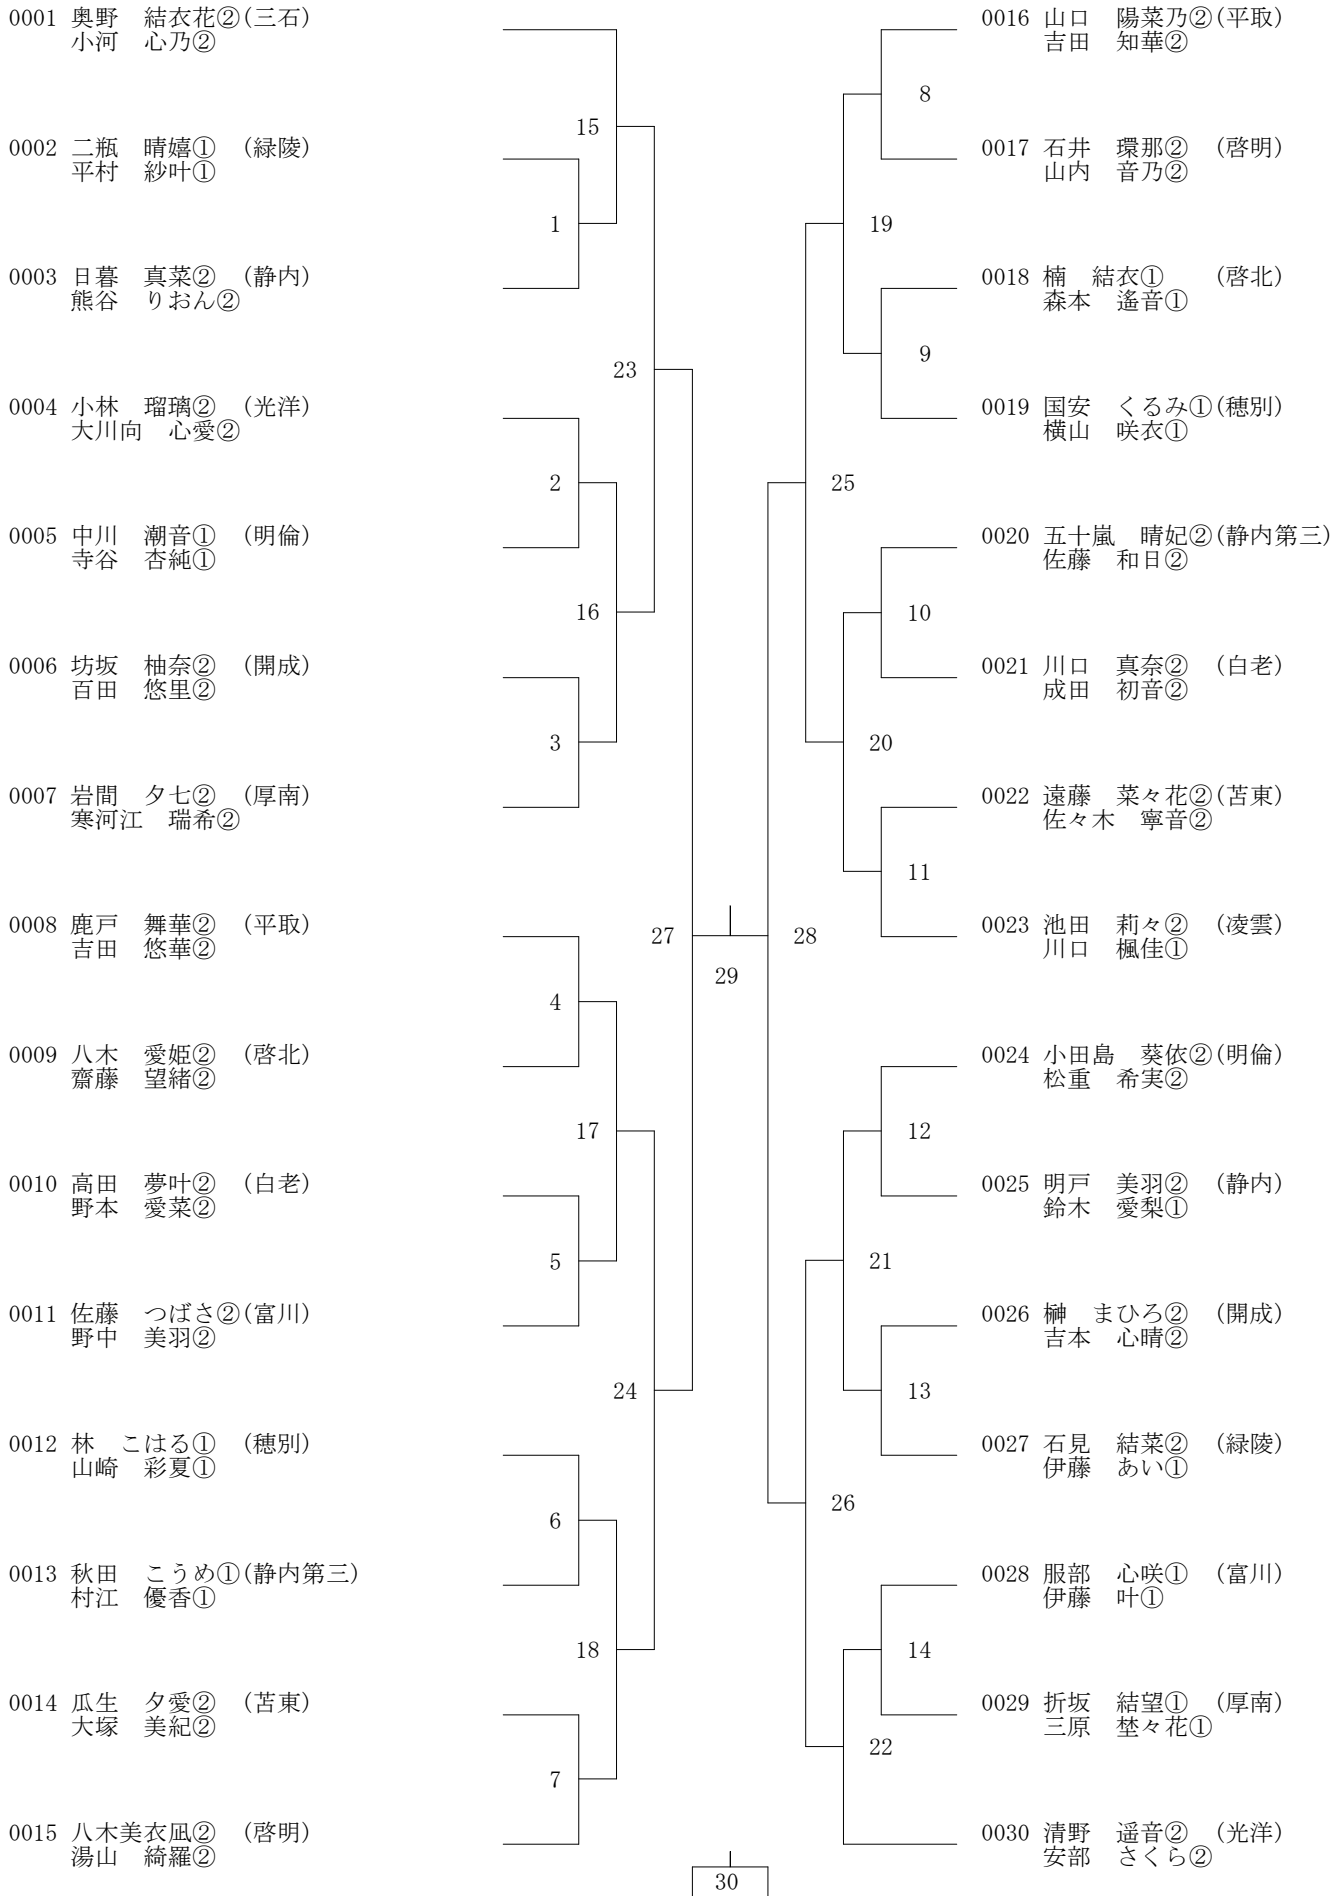 0001 奥野　結衣花②(三石)
小河　心乃②
0002 二瓶　晴嬉①　(緑陵)
平村　紗叶①
0003 日暮　真菜②　(静内)
熊谷　りおん②
0004 小林　瑠璃②　(光洋)
大川向　心愛②
0005 中川　潮音①　(明倫)
寺谷　杏純①
0006 坊坂　柚奈②　(開成)
百田　悠里②
0007 岩間　夕七②　(厚南)
寒河江　瑞希②
0008 鹿戸　舞華②　(平取)
吉田　悠華②
0009 八木　愛姫②　(啓北)
齋藤　望緒②
0010 高田　夢叶②　(白老)
野本　愛菜②
0011 佐藤　つばさ②(富川)
野中　美羽②
0012 林　こはる①　(穂別)
山崎　彩夏①
0013 秋田　こうめ①(静内第三)
村江　優香①
0014 瓜生　夕愛②　(苫東)
大塚　美紀②
0015 八木美衣凪②　(啓明)
湯山　綺羅②
15
1
23
2
16
3
27
4
17
5
24
6
18
7
29
30
28
8
19
9
25
10
20
11
12
21
13
26
14
22
0016 山口　陽菜乃②(平取)
吉田　知華②
0017 石井　環那②　(啓明)
山内　音乃②
0018 楠　結衣①　　(啓北)
森本　遙音①
0019 国安　くるみ①(穂別)
横山　咲衣①
0020 五十嵐　晴妃②(静内第三)
佐藤　和日②
0021 川口　真奈②　(白老)
成田　初音②
0022 遠藤　菜々花②(苫東)
佐々木　寧音②
0023 池田　莉々②　(凌雲)
川口　楓佳①
0024 小田島　葵依②(明倫)
松重　希実②
0025 明戸　美羽②　(静内)
鈴木　愛梨①
0026 榊　まひろ②　(開成)
吉本　心晴②
0027 石見　結菜②　(緑陵)
伊藤　あい①
0028 服部　心咲①　(富川)
伊藤　叶①
0029 折坂　結望①　(厚南)
三原　埜々花①
0030 清野　遥音②　(光洋)
安部　さくら②